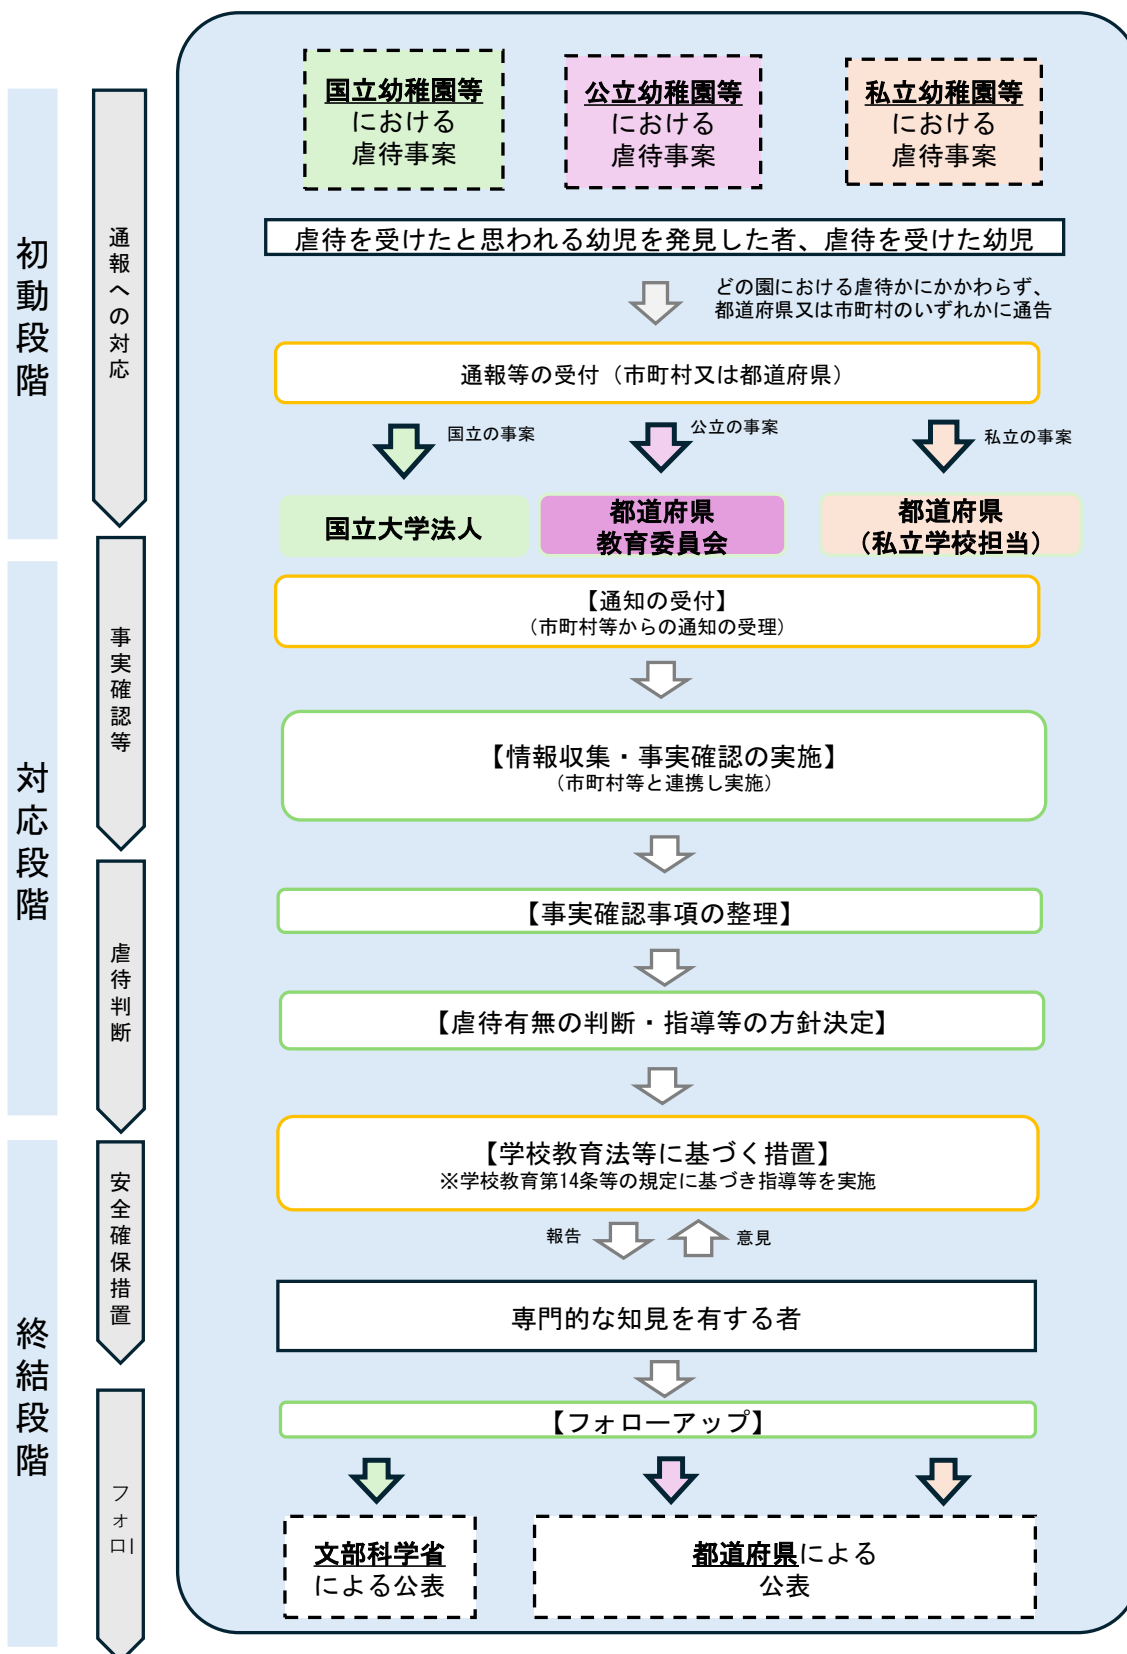 国立幼稚園等
における
虐待事案
公立幼稚園等
における
虐待事案
私立幼稚園等
における
虐待事案
初動段階
通報への対応
虐待を受けたと思われる幼児を発見した者、虐待を受けた幼児
どの園における虐待かにかかわらず、
都道府県又は市町村のいずれかに通告
通報等の受付（市町村又は都道府県）
国立の事案
公立の事案
私立の事案
国立大学法人
都道府県
教育委員会
都道府県
（私立学校担当）
対応段階
事実確認等
【通知の受付】
（市町村等からの通知の受理）
【情報収集・事実確認の実施】
（市町村等と連携し実施）
虐待判断
【事実確認事項の整理】
【虐待有無の判断・指導等の方針決定】
終結段階
安全確保措置
【学校教育法等に基づく措置】
※学校教育第14条等の規定に基づき指導等を実施
報告
意見
専門的な知見を有する者
フォロー
【フォローアップ】
文部科学省
による公表
都道府県による
公表